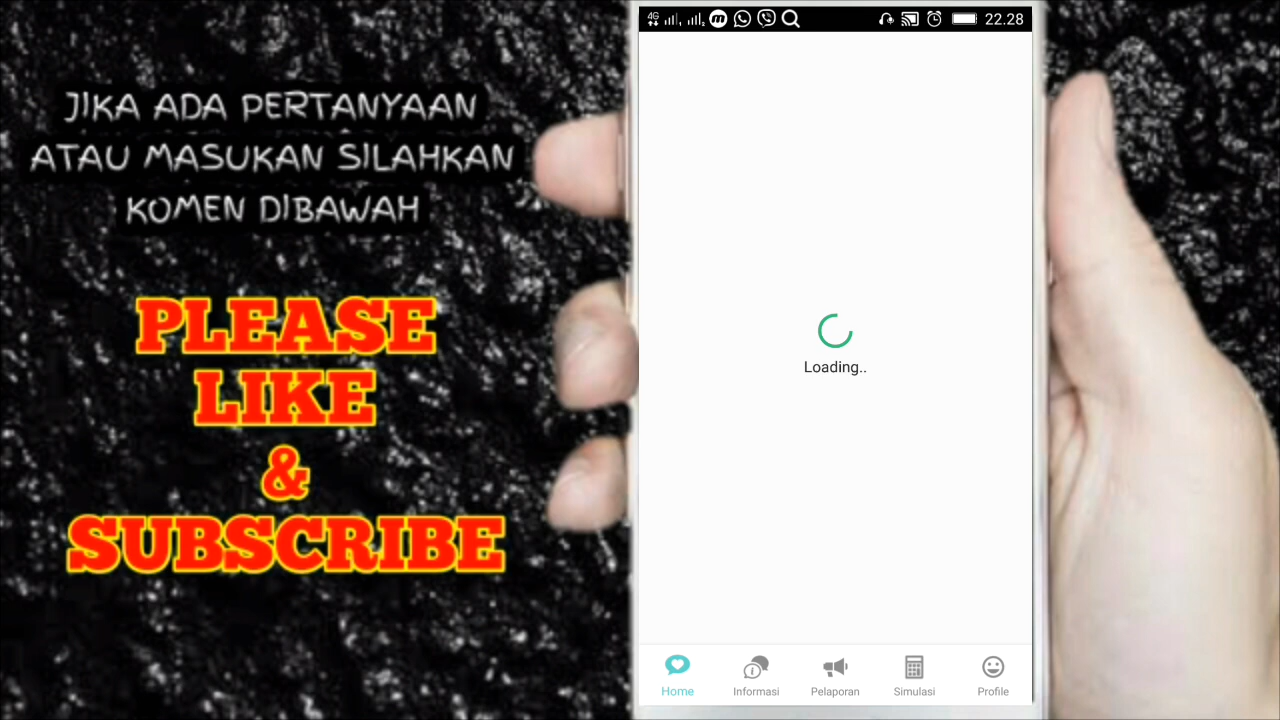 JIKA ADA PERTANYAAN
ATAU MASUKAN SILAHKAN
KOMEN DIBAWAH
PLEASE
LIKE
&
SUBSCRIBE
4G 22.28
Loading..
Home Informasi Pelaporan Simulasi Profile